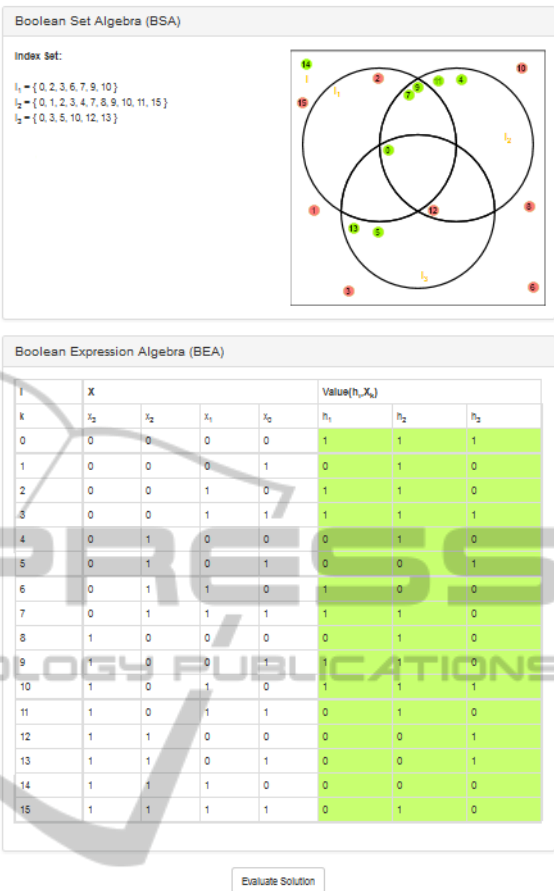 Boolean Set Algebra (BSA)
Index Set:
I₁ = { 0, 2, 3, 6, 7, 9, 10 }
I₂ = { 0, 1, 2, 3, 4, 7, 8, 9, 10, 11, 15 }
I₃ = { 0, 3, 5, 10, 12, 13 }
14 10
I 2 11 4
I₁ 7 9
15
I₂
0
1 12 8
13 5
I₃
3 6
Boolean Expression Algebra (BEA)
I X Value(hᵢ,Xₖ)
k x₃ x₂ x₁ x₀ h₁ h₂ h₃
0 0 0 0 0 1 1 1
1 0 0 0 1 0 1 0
2 0 0 1 0 1 1 0
3 0 0 1 1 1 1 1
4 0 1 0 0 0 1 0
5 0 1 0 1 0 0 1
6 0 1 1 0 1 0 0
7 0 1 1 1 1 1 0
8 1 0 0 0 0 1 0
9 1 0 0 1 1 1 0
10 1 0 1 0 1 1 1
11 1 0 1 1 0 1 0
12 1 1 0 0 0 0 1
13 1 1 0 1 0 0 1
14 1 1 1 0 0 0 0
15 1 1 1 1 0 1 0
PRESS
OLOGY PUBLICATIONS
Evaluate Solution